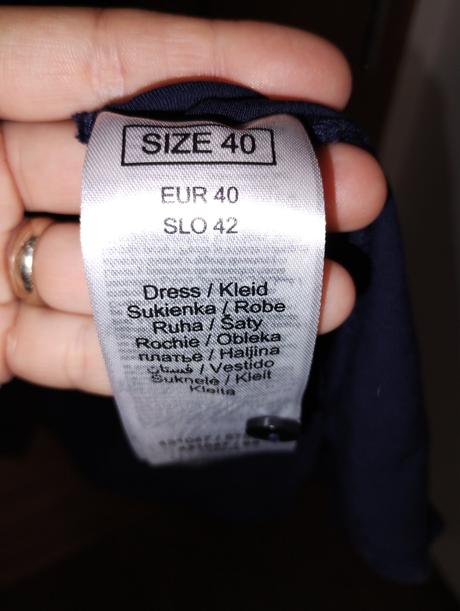 SIZE 40
EUR 40
SLO 42
Dress / Kleid
Sukienka / Robe
Ruha / Šaty
Rochie / Obleka
платье / Haljina
فستان / Vestido
Suknelė / Kleit
Kleita